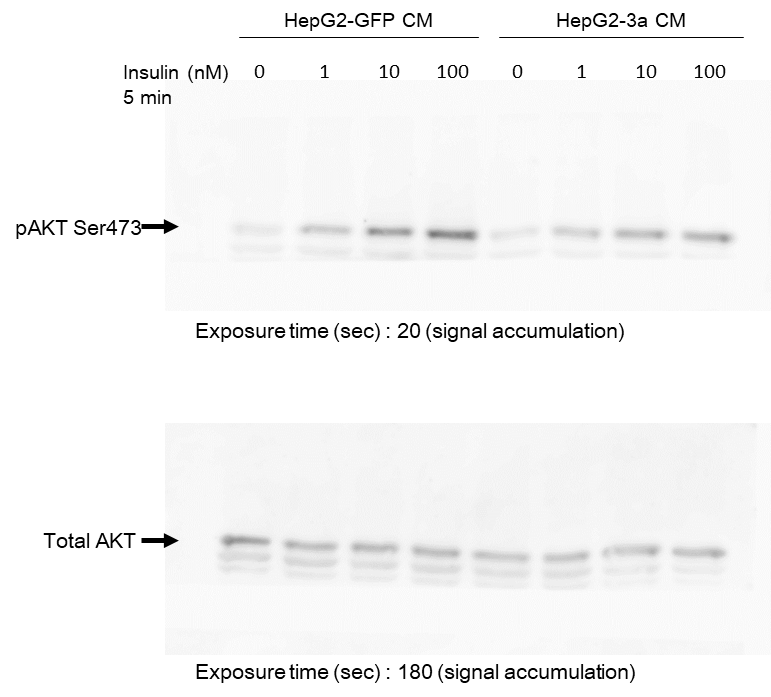 HepG2-GFP CM HepG2-3a CM
Insulin (nM) 0 1 10 100 0 1 10 100
5 min
pAKT Ser473
Exposure time (sec) : 20 (signal accumulation)
Total AKT
Exposure time (sec) : 180 (signal accumulation)